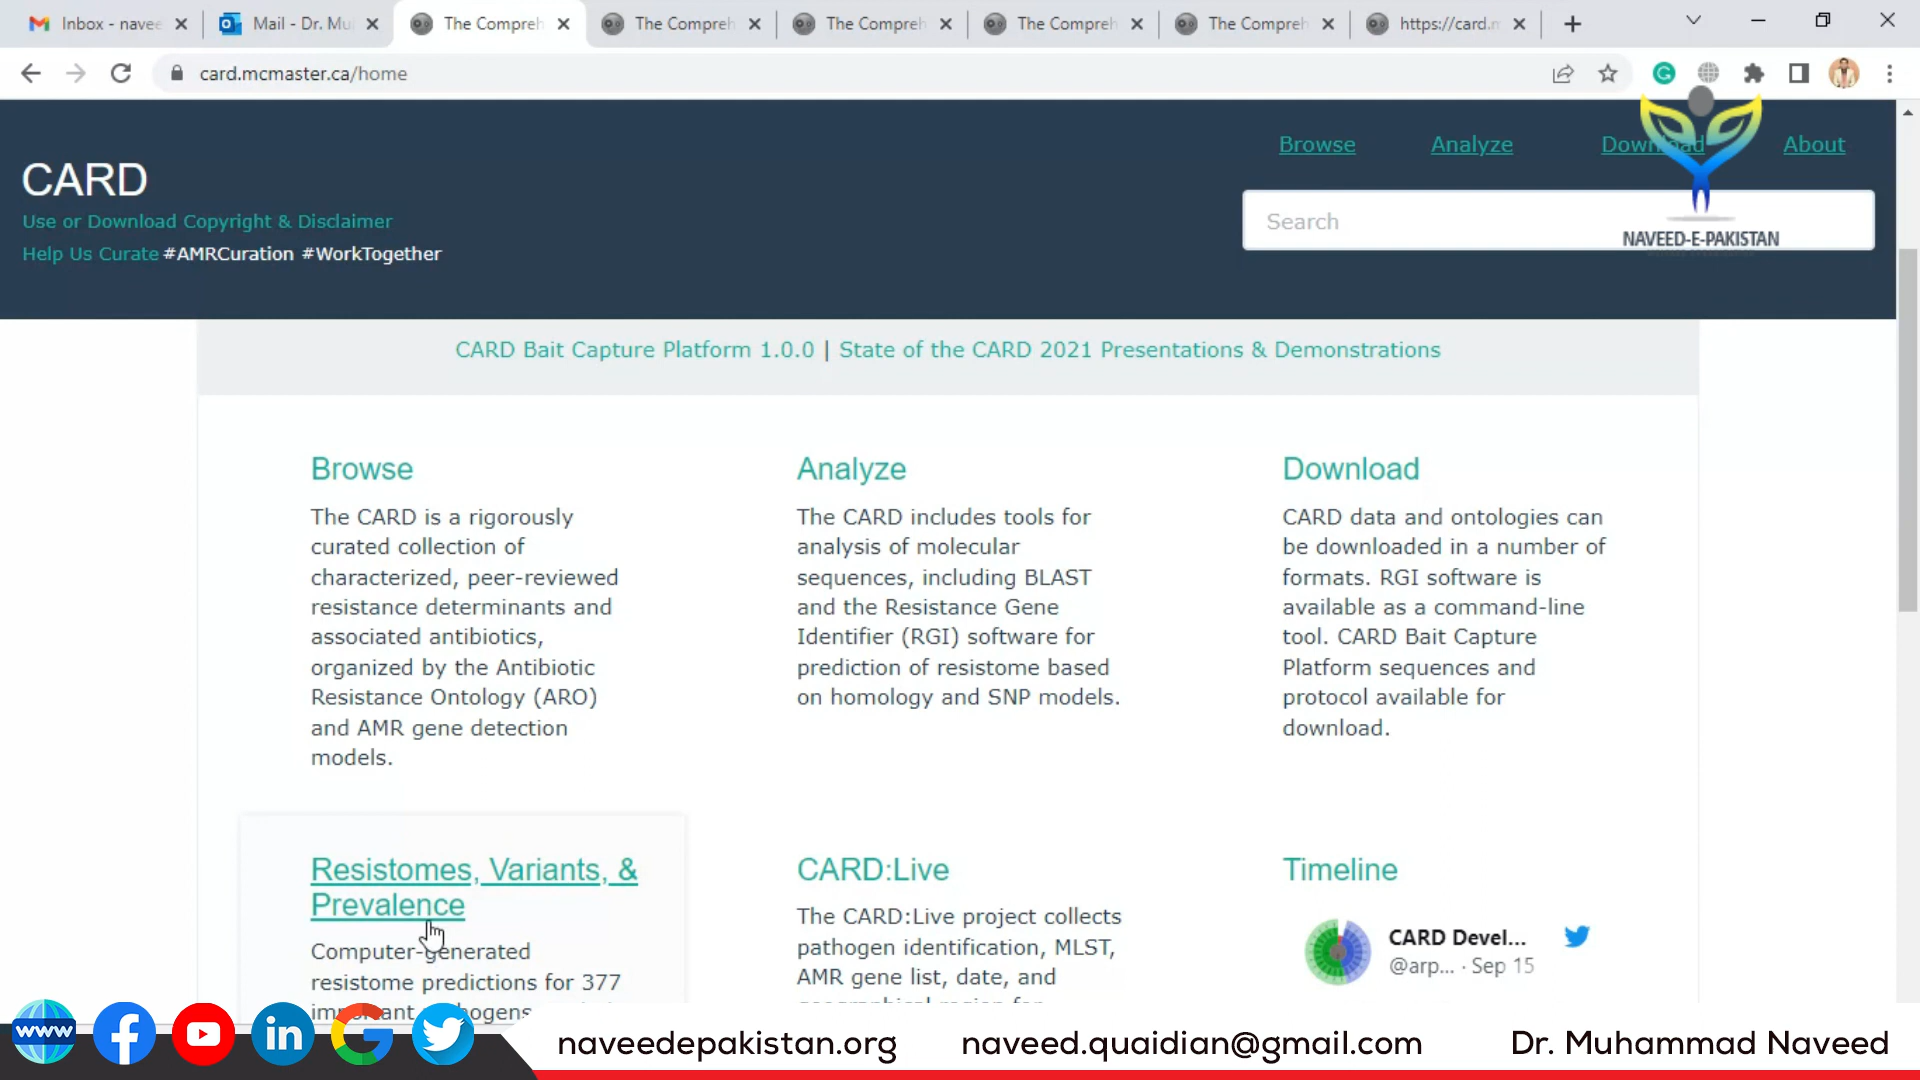 Inbox - navee
Mail - Dr. Mu
The Compreh
The Compreh
The Compreh
The Compreh
The Compreh
https://card.m
card.mcmaster.ca/home
Browse
Analyze
Download
About
CARD
Use or Download Copyright & Disclaimer
Help Us Curate #AMRCuration #WorkTogether
Search
NAVEED-E-PAKISTAN
CARD Bait Capture Platform 1.0.0 | State of the CARD 2021 Presentations & Demonstrations
Browse
The CARD is a rigorously
curated collection of
characterized, peer-reviewed
resistance determinants and
associated antibiotics,
organized by the Antibiotic
Resistance Ontology (ARO)
and AMR gene detection
models.
Analyze
The CARD includes tools for
analysis of molecular
sequences, including BLAST
and the Resistance Gene
Identifier (RGI) software for
prediction of resistome based
on homology and SNP models.
Download
CARD data and ontologies can
be downloaded in a number of
formats. RGI software is
available as a command-line
tool. CARD Bait Capture
Platform sequences and
protocol available for
download.
Resistomes, Variants, &
Prevalence
Computer-generated
resistome predictions for 377
important pathogens
CARD:Live
The CARD:Live project collects
pathogen identification, MLST,
AMR gene list, date, and
geographical region for
Timeline
CARD Devel...
@arp... · Sep 15
www
in
naveedepakistan.org
naveed.quaidian@gmail.com
Dr. Muhammad Naveed